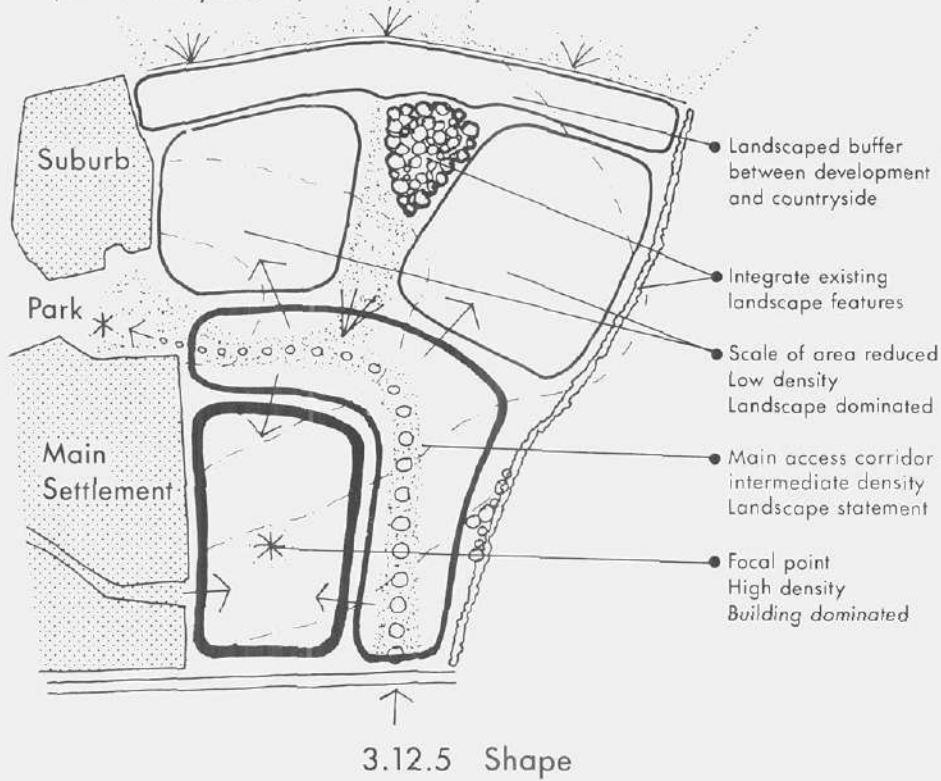 Suburb
Park
Main
Settlement
Landscaped buffer
between development
and countryside
Integrate existing
landscape features
Scale of area reduced
Low density
Landscape dominated
Main access corridor
intermediate density
Landscape statement
Focal point
High density
Building dominated
3.12.5 Shape